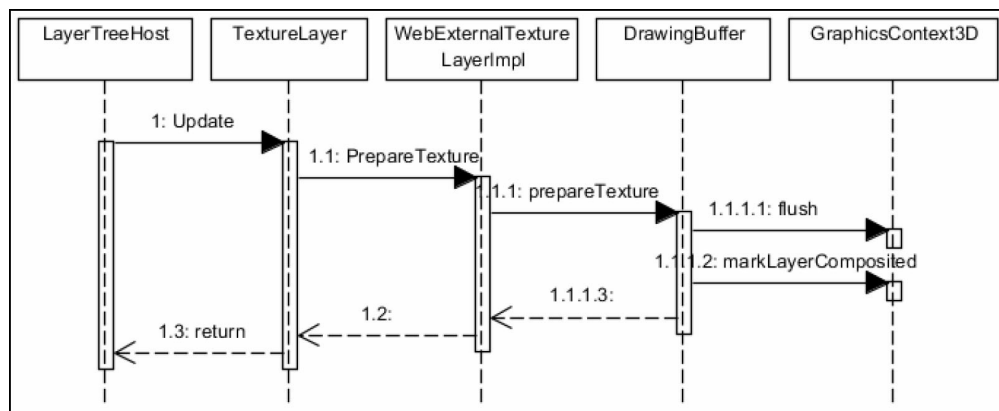 LayerTreeHost
TextureLayer
WebExternalTexture
LayerImpl
DrawingBuffer
GraphicsContext3D
1: Update
1.1: PrepareTexture
1.1.1: prepareTexture
1.1.1.1: flush
1.1.1.2: markLayerComposited
1.1.1.3:
1.2:
1.3: return